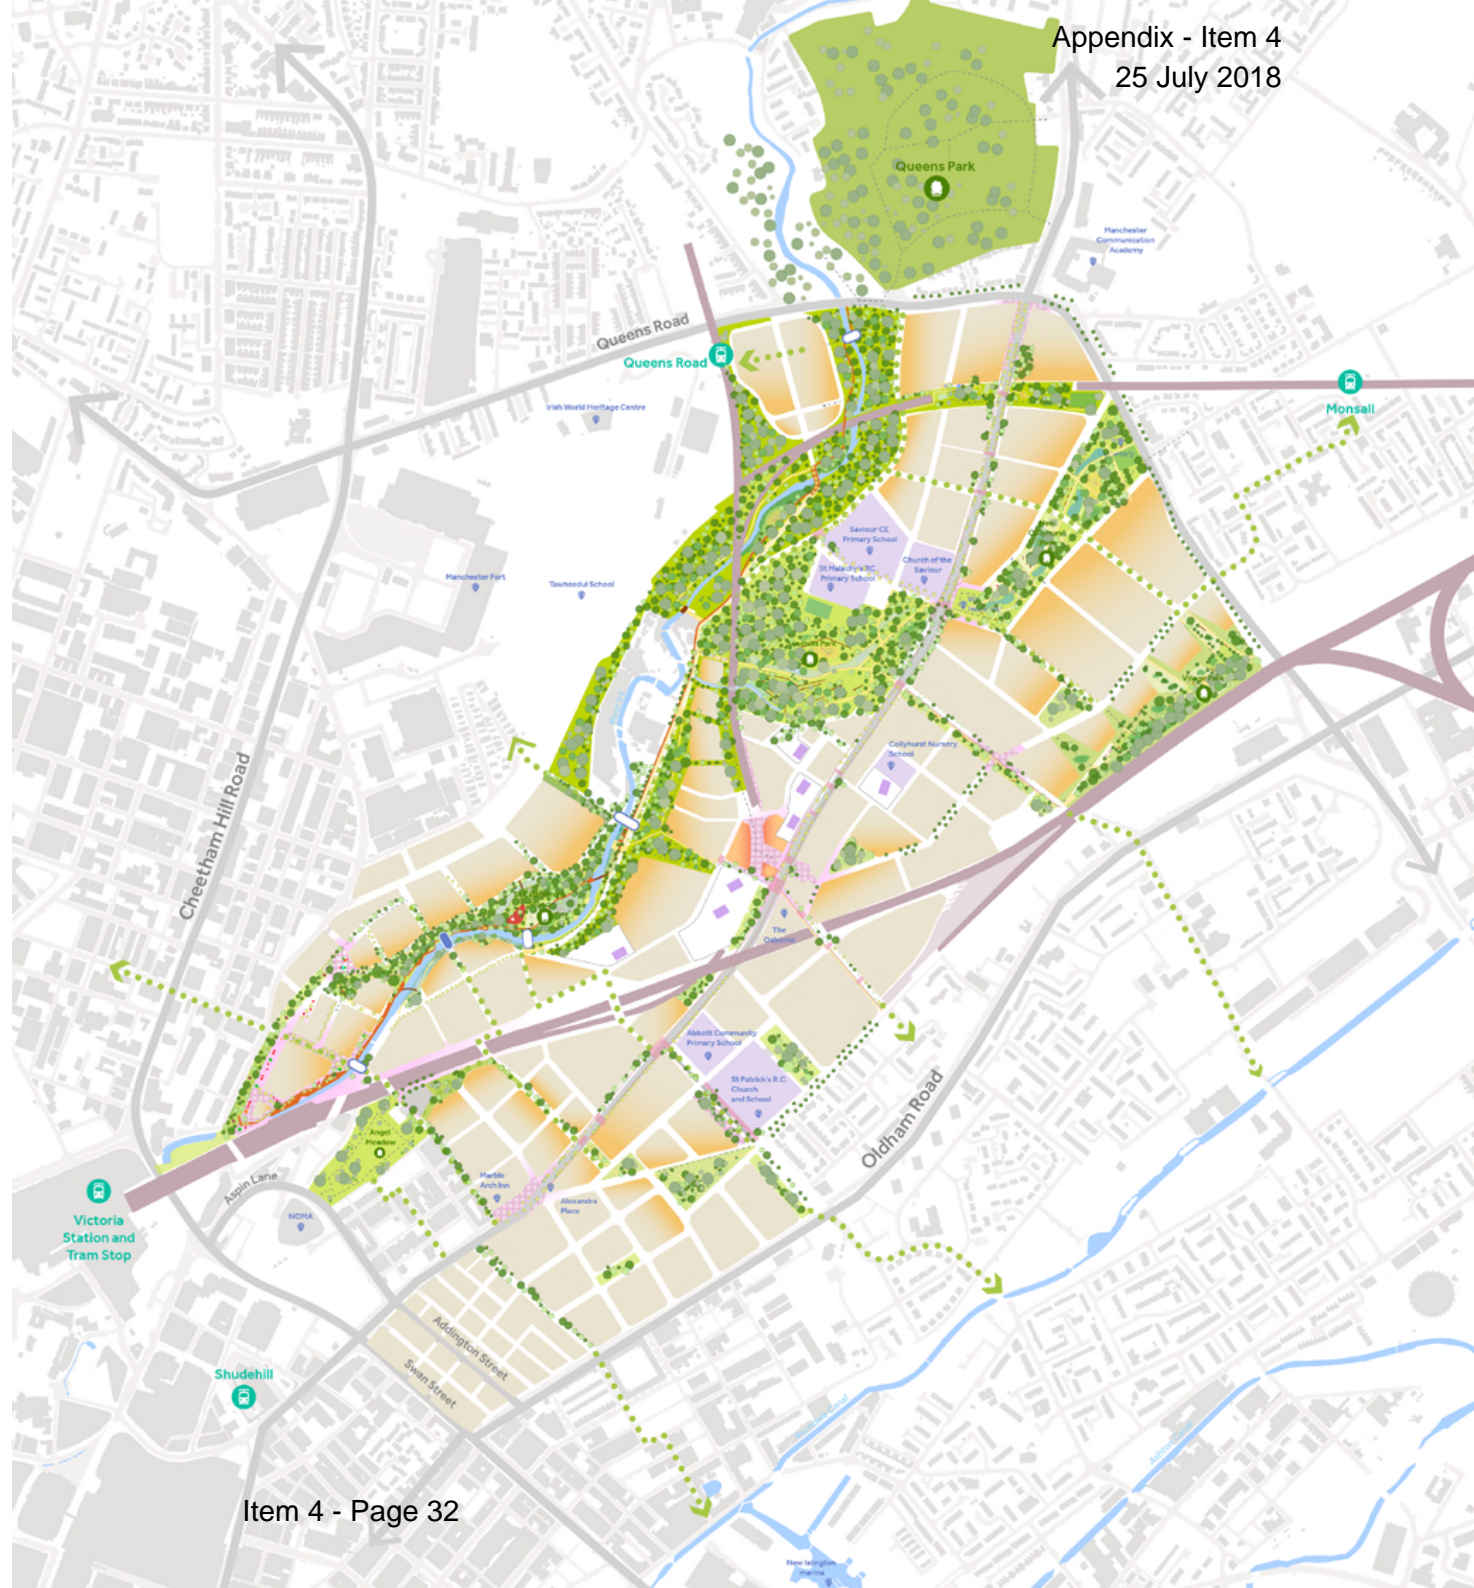 Appendix - Item 4
25 July 2018
Queens Park
Manchester
Communication
Academy
Queens Road
Queens Road
Monsall
Irish World Heritage Centre
Saviour CE
Primary School
Church of the
Saviour
St Malachy's RC
Primary School
Manchester Fort
Tawheedul School
Collyhurst Nursery
School
Cheetham Hill Road
The
Osborne
Abbott Community
Primary School
St Patrick's R.C.
Church
and School
Oldham Road
Angel
Meadow
Aspin Lane
Marble
Arch Inn
Alexandra
Place
NOMA
Victoria
Station and
Tram Stop
Addington Street
Swan Street
Shudehill
Item 4 - Page 32
New Islington
marina